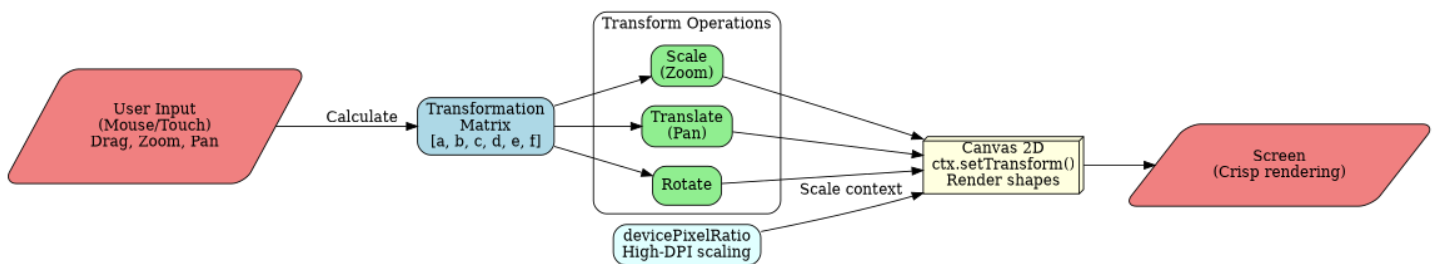 User Input
(Mouse/Touch)
Drag, Zoom, Pan
Calculate
Transformation
Matrix
[a, b, c, d, e, f]
Transform Operations
Scale
(Zoom)
Translate
(Pan)
Rotate
devicePixelRatio
High-DPI scaling
Scale context
Canvas 2D
ctx.setTransform()
Render shapes
Screen
(Crisp rendering)